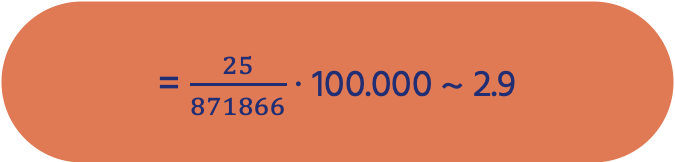 = 25/871866 · 100.000 ~ 2.9